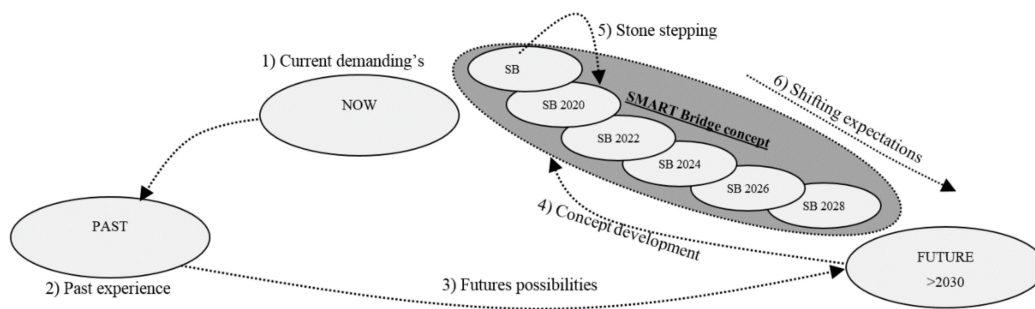 5) Stone stepping
1) Current demanding's
NOW
SB
SB 2020
SB 2022
SB 2024
SB 2026
SB 2028
SMART Bridge concept
6) Shifting expectations
4) Concept development
PAST
2) Past experience
3) Futures possibilities
FUTURE
>2030